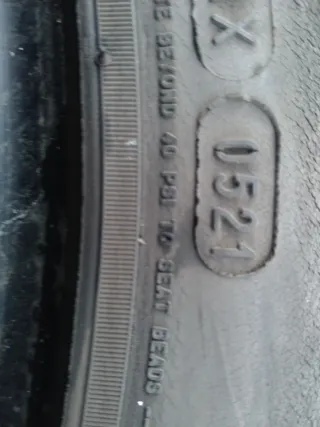 X
0521
BEYOND 40 PSI TO SEAT BEADS